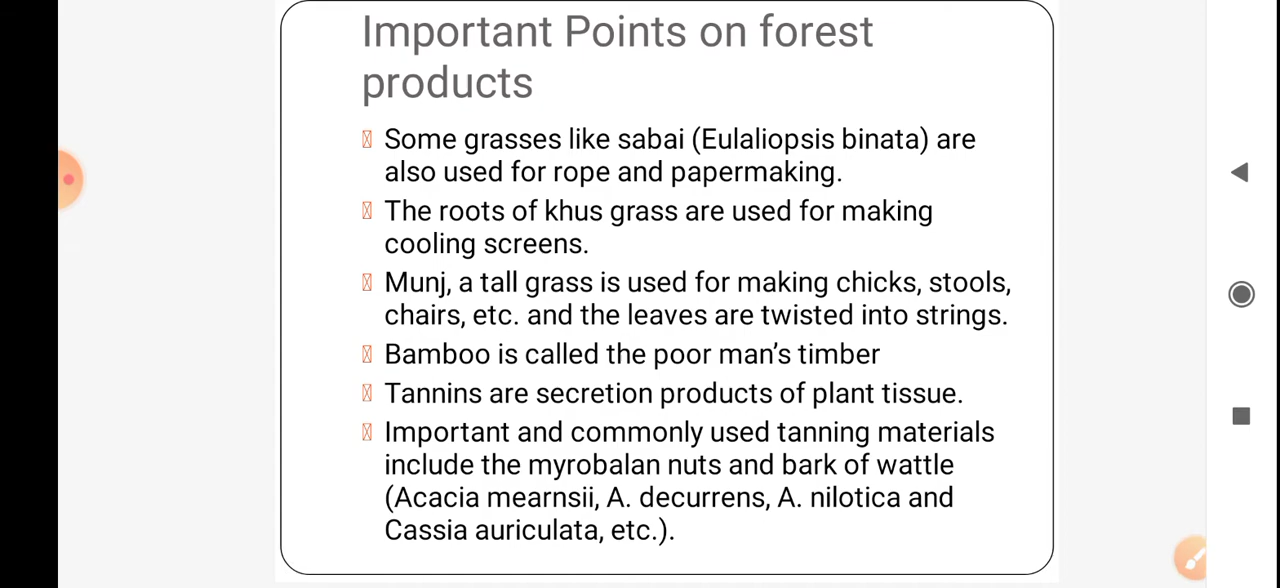 Important Points on forest
products
Some grasses like sabai (Eulaliopsis binata) are
also used for rope and papermaking.
The roots of khus grass are used for making
cooling screens.
Munj, a tall grass is used for making chicks, stools,
chairs, etc. and the leaves are twisted into strings.
Bamboo is called the poor man’s timber
Tannins are secretion products of plant tissue.
Important and commonly used tanning materials
include the myrobalan nuts and bark of wattle
(Acacia mearnsii, A. decurrens, A. nilotica and
Cassia auriculata, etc.).